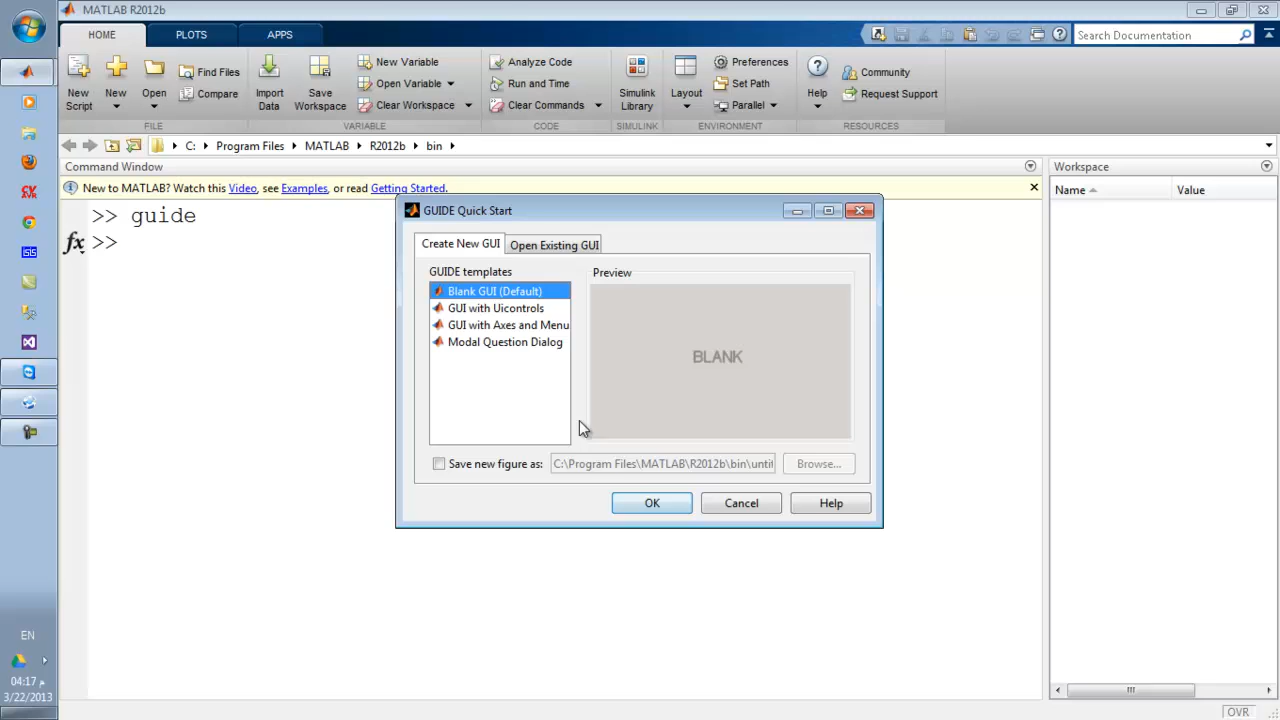 MATLAB R2012b
HOME
PLOTS
APPS
Search Documentation
New Script
New
Open
Find Files
Compare
Import Data
Save Workspace
New Variable
Open Variable
Clear Workspace
Analyze Code
Run and Time
Clear Commands
Simulink Library
Layout
Preferences
Set Path
Parallel
Help
Community
Request Support
FILE
VARIABLE
CODE
SIMULINK
ENVIRONMENT
RESOURCES
C: Program Files MATLAB R2012b bin
Command Window
New to MATLAB? Watch this Video, see Examples, or read Getting Started.
>> guide
fx >>
Workspace
Name
Value
GUIDE Quick Start
Create New GUI
Open Existing GUI
GUIDE templates
Blank GUI (Default)
GUI with Uicontrols
GUI with Axes and Menu
Modal Question Dialog
Preview
BLANK
Save new figure as:
C:\Program Files\MATLAB\R2012b\bin\untit
Browse...
OK
Cancel
Help
CV
AVR
ISIS
EN
04:17 م
3/22/2013
OVR